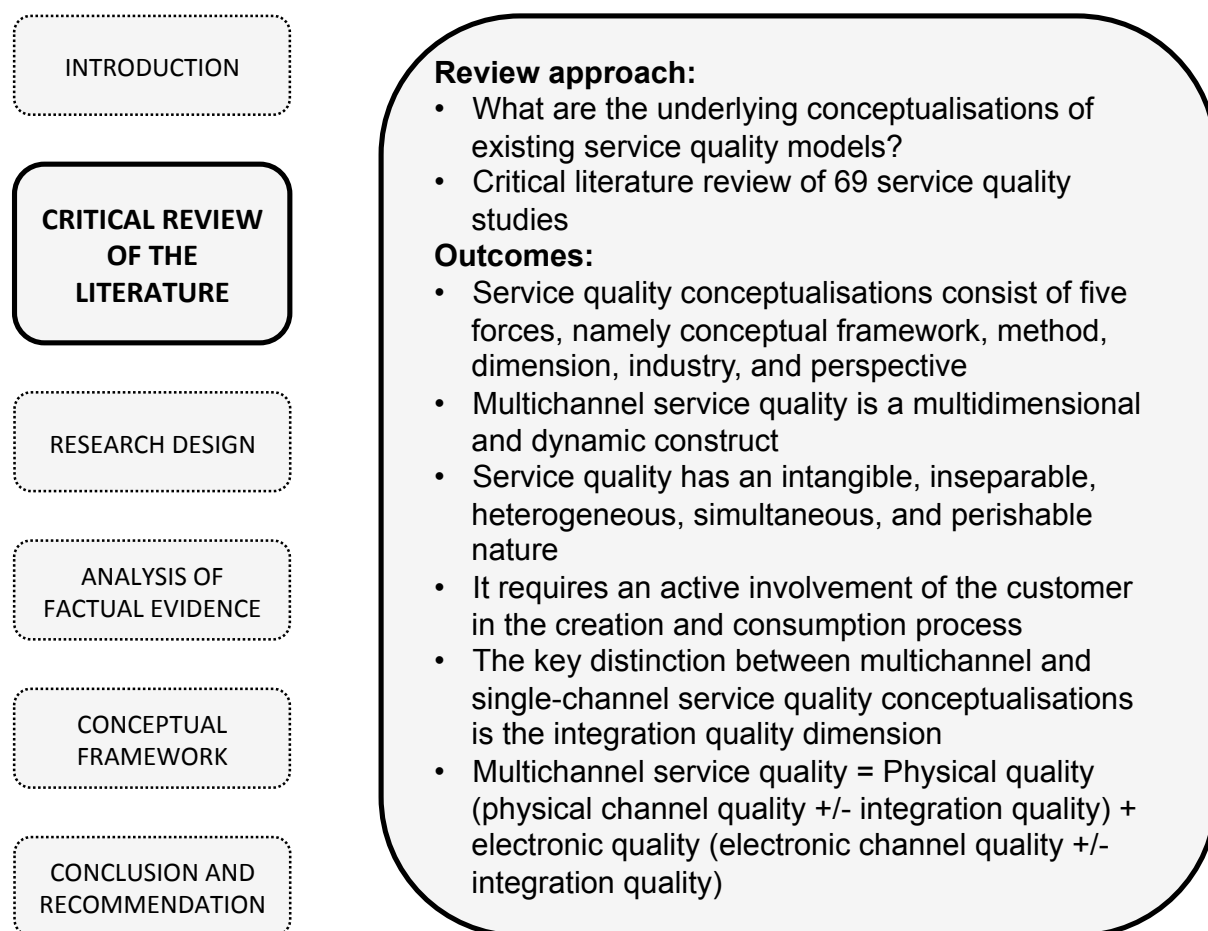 INTRODUCTION
CRITICAL REVIEW
OF THE
LITERATURE
RESEARCH DESIGN
ANALYSIS OF
FACTUAL EVIDENCE
CONCEPTUAL
FRAMEWORK
CONCLUSION AND
RECOMMENDATION
Review approach:
• What are the underlying conceptualisations of
existing service quality models?
• Critical literature review of 69 service quality
studies
Outcomes:
• Service quality conceptualisations consist of five
forces, namely conceptual framework, method,
dimension, industry, and perspective
• Multichannel service quality is a multidimensional
and dynamic construct
• Service quality has an intangible, inseparable,
heterogeneous, simultaneous, and perishable
nature
• It requires an active involvement of the customer
in the creation and consumption process
• The key distinction between multichannel and
single-channel service quality conceptualisations
is the integration quality dimension
• Multichannel service quality = Physical quality
(physical channel quality +/- integration quality) +
electronic quality (electronic channel quality +/-
integration quality)